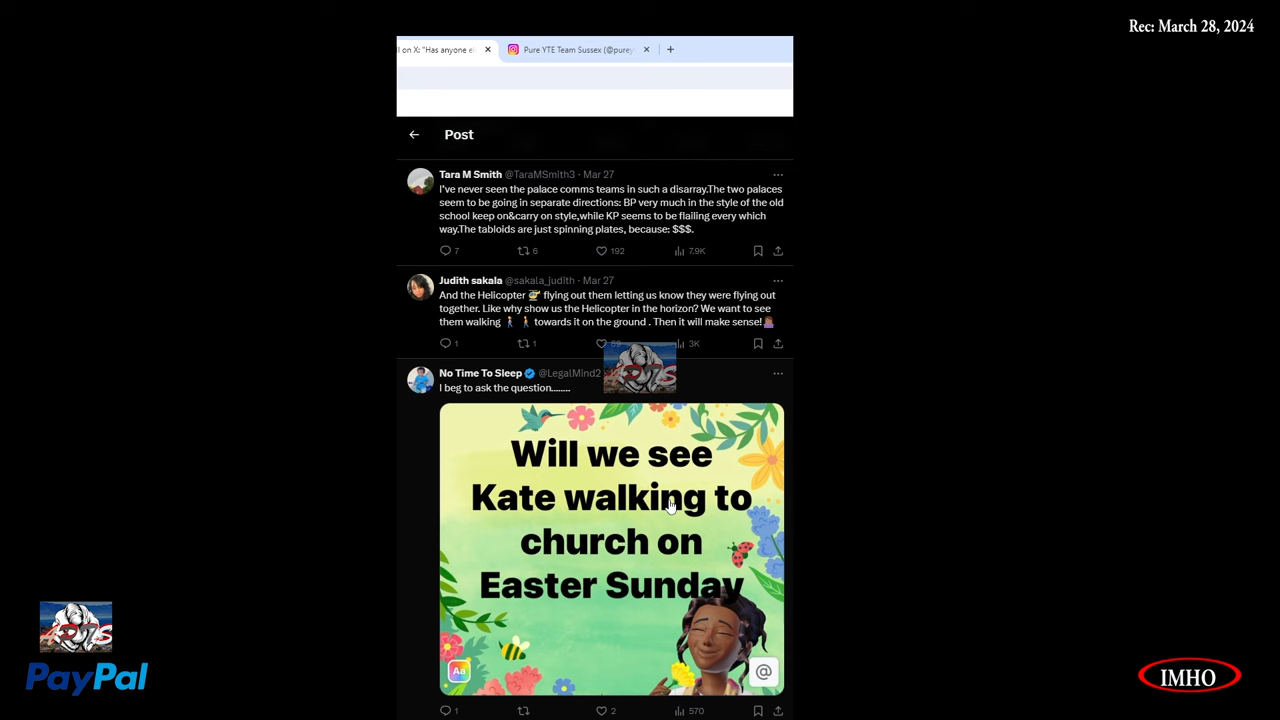 Rec: March 28, 2024
l on X: "Has anyone e
Pure YTE Team Sussex (@purey
Post
Tara M Smith @TaraMSmith3 · Mar 27
I've never seen the palace comms teams in such a disarray.The two palaces
seem to be going in separate directions: BP very much in the style of the old
school keep on&carry on style,while KP seems to be flailing every which
way.The tabloids are just spinning plates, because: $$$.
7 6 192 7.9K
Judith sakala @sakala_judith · Mar 27
And the Helicopter flying out them letting us know they were flying out
together. Like why show us the Helicopter in the horizon? We want to see
them walking towards it on the ground . Then it will make sense!
1 1 69 3K
No Time To Sleep @LegalMind2
I beg to ask the question........
Will we see
Kate walking to
church on
Easter Sunday
Aa @
1 2 570
PayPal
IMHO